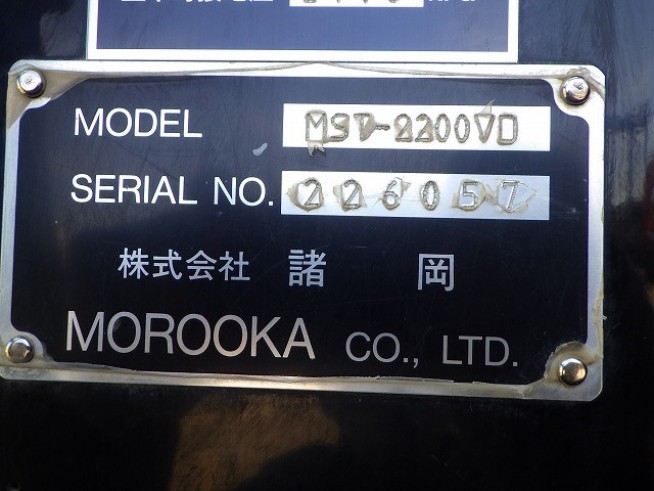 MODEL MST-2200VD
SERIAL NO. 226057
株式会社 諸 岡
MOROOKA CO., LTD.